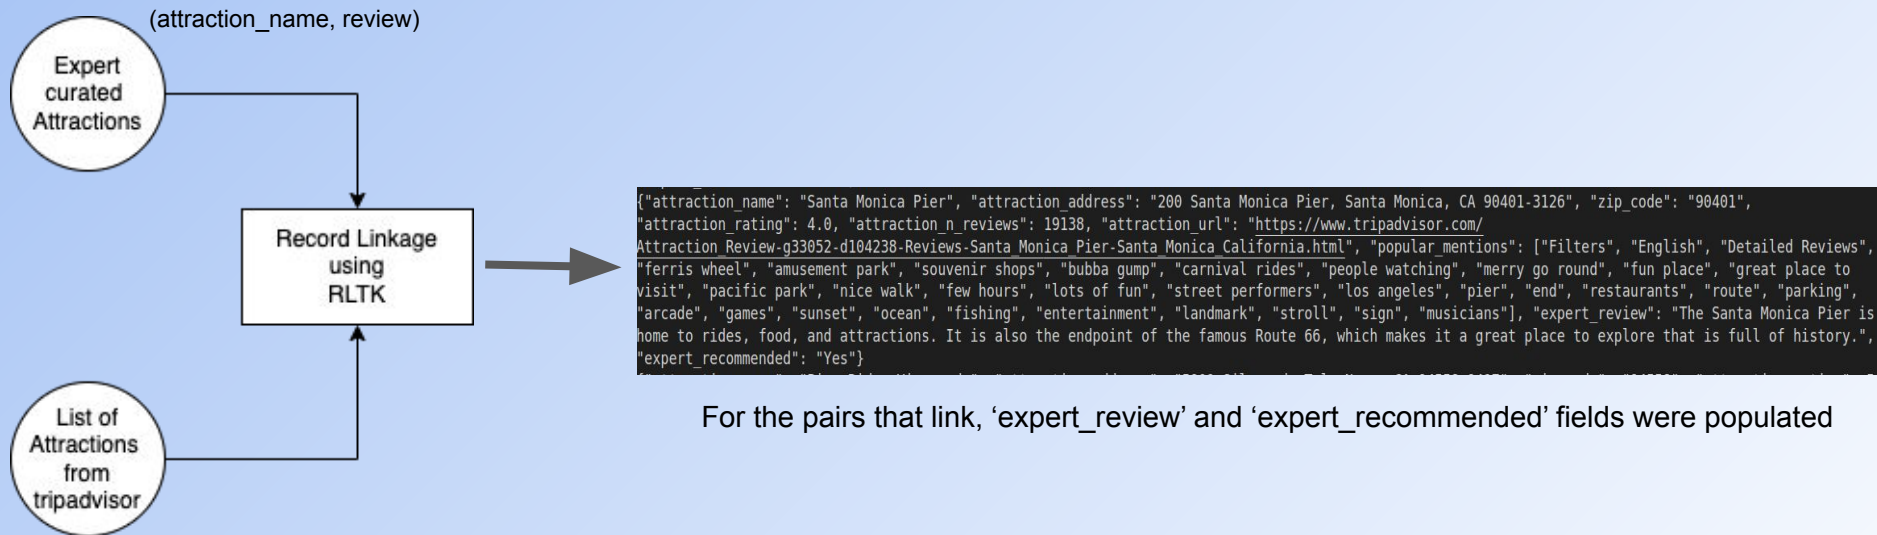 (attraction_name, review)
Expert
curated
Attractions
Record Linkage
using
RLTK
List of
Attractions
from
tripadvisor
{"attraction_name": "Santa Monica Pier", "attraction_address": "200 Santa Monica Pier, Santa Monica, CA 90401-3126", "zip_code": "90401",
"attraction_rating": 4.0, "attraction_n_reviews": 19138, "attraction_url": "https://www.tripadvisor.com/
Attraction_Review-g33052-d104238-Reviews-Santa_Monica_Pier-Santa_Monica_California.html", "popular_mentions": ["Filters", "English", "Detailed Reviews",
"ferris wheel", "amusement park", "souvenir shops", "bubba gump", "carnival rides", "people watching", "merry go round", "fun place", "great place to
visit", "pacific park", "nice walk", "few hours", "lots of fun", "street performers", "los angeles", "pier", "end", "restaurants", "route", "parking",
"arcade", "games", "sunset", "ocean", "fishing", "entertainment", "landmark", "stroll", "sign", "musicians"], "expert_review": "The Santa Monica Pier is
home to rides, food, and attractions. It is also the endpoint of the famous Route 66, which makes it a great place to explore that is full of history.",
"expert_recommended": "Yes"}
For the pairs that link, ‘expert_review’ and ‘expert_recommended’ fields were populated